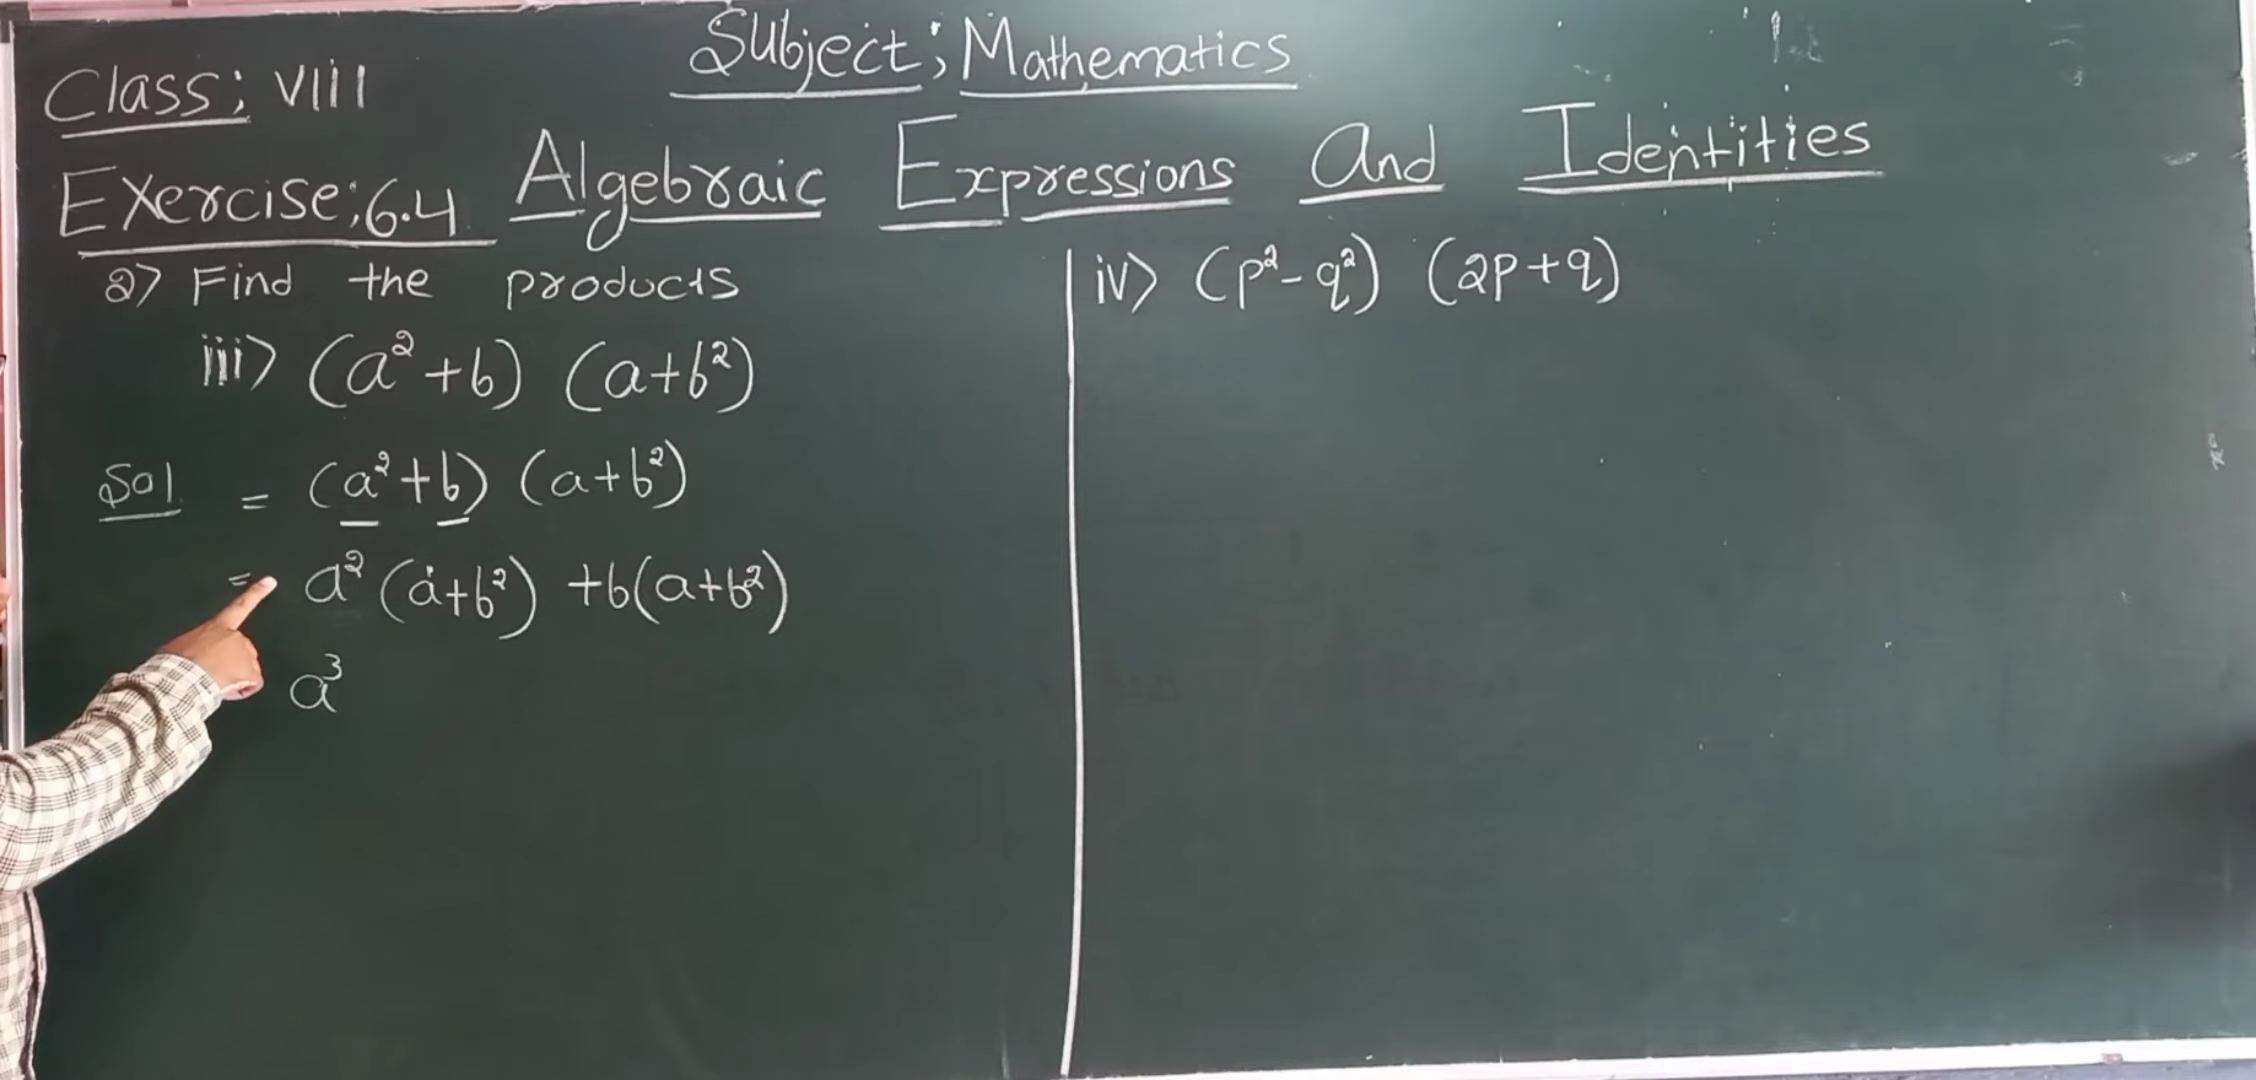 Subject; Mathematics
Class; VIII
Exercise; 6.4 Algebraic Expressions And Identities
2) Find the products
iii) (a²+b) (a+b²)
Sol = (a²+b) (a+b²)
= a² (a+b²) +b(a+b²)
a³
iv) (p²-q²) (2p+q)